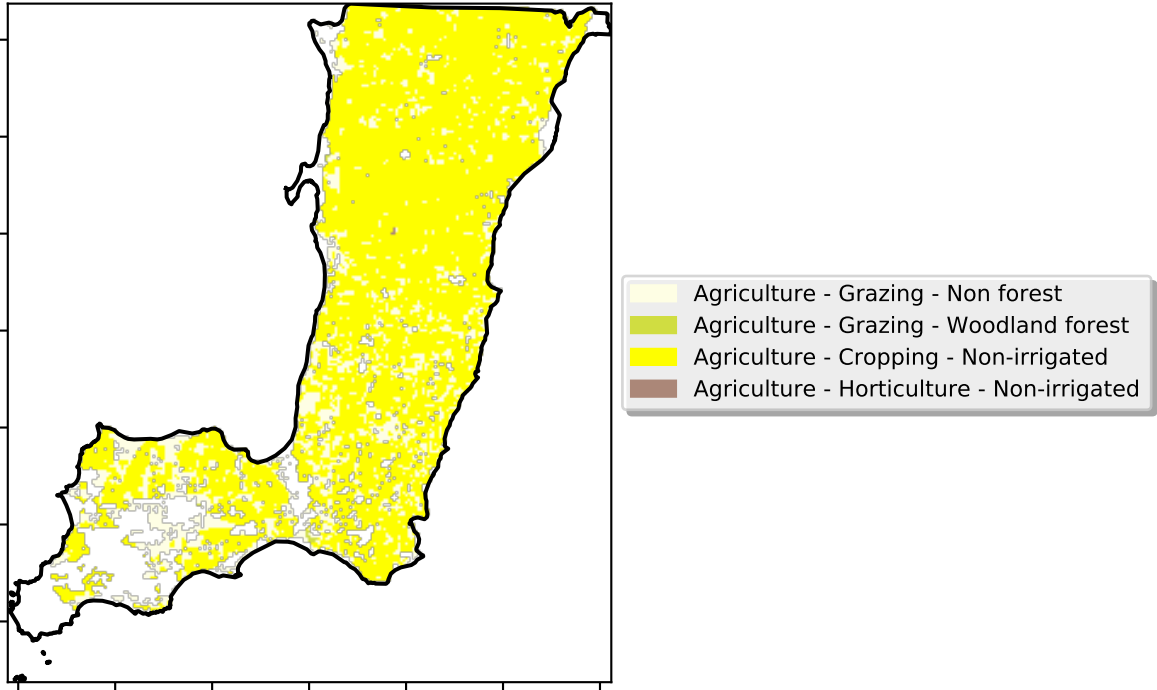 Agriculture - Grazing - Non forest
Agriculture - Grazing - Woodland forest
Agriculture - Cropping - Non-irrigated
Agriculture - Horticulture - Non-irrigated